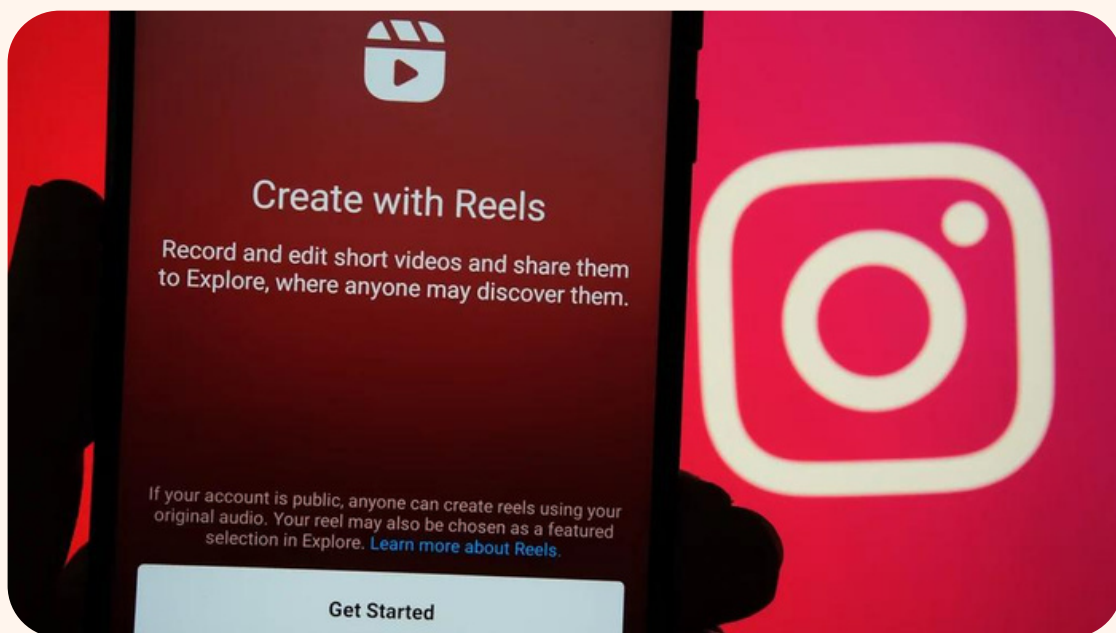 Create with Reels
Record and edit short videos and share them
to Explore, where anyone may discover them.
If your account is public, anyone can create reels using your
original audio. Your reel may also be chosen as a featured
selection in Explore. Learn more about Reels.
Get Started